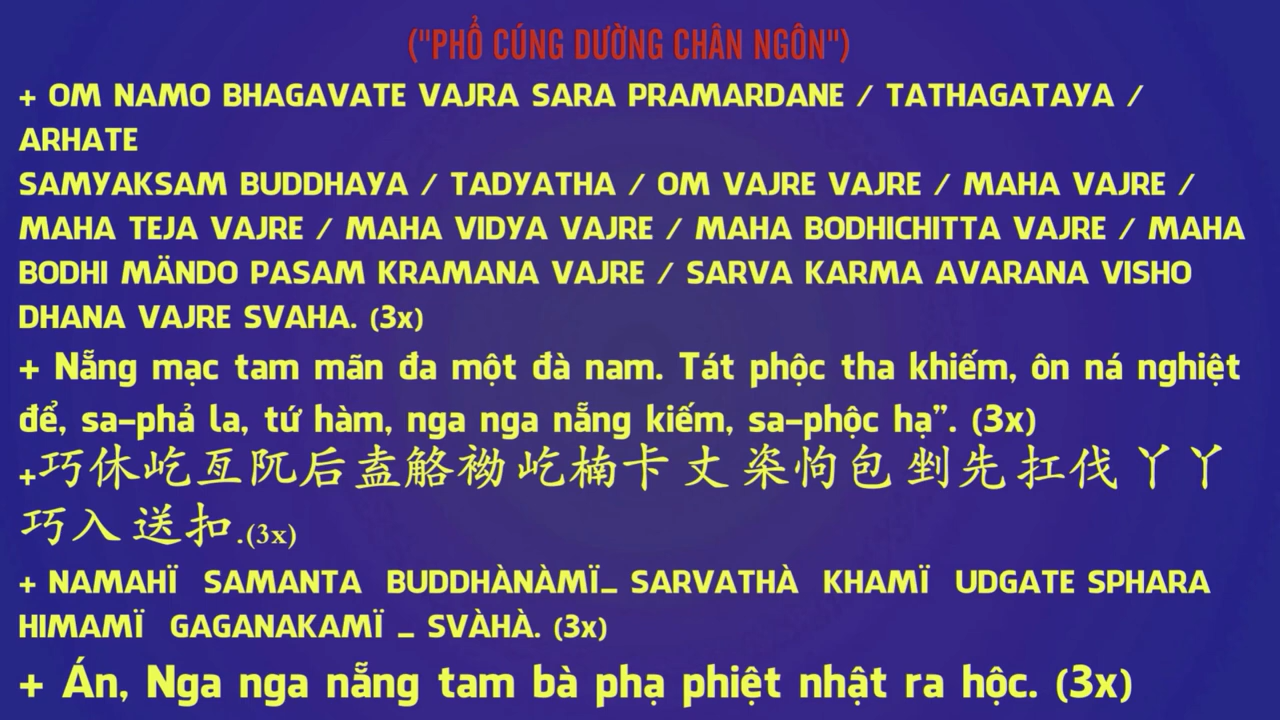 ("PHỔ CÚNG DƯỜNG CHÂN NGÔN")
+ OM NAMO BHAGAVATE VAJRA SARA PRAMARDANE / TATHAGATAYA /
ARHATE
SAMYAKSAM BUDDHAYA / TADYATHA / OM VAJRE VAJRE / MAHA VAJRE /
MAHA TEJA VAJRE / MAHA VIDYA VAJRE / MAHA BODHICHITTA VAJRE / MAHA
BODHI MÄNDO PASAM KRAMANA VAJRE / SARVA KARMA AVARANA VISHO
DHANA VAJRE SVAHA. (3x)
+ Nẵng mạc tam mãn đa một đà nam. Tát phộc tha khiếm, ôn ná nghiệt
để, sa-phả la, tứ hàm, nga nga nẵng kiếm, sa-phộc hạ”. (3x)
+巧休屹亙阢后盍觡袎屹楠卡丈栥怐包剉先扛伐丫丫
巧入送扣.(3x)
+ NAMAHÏ SAMANTA BUDDHÀNÀMÏ_ SARVATHÀ KHAMÏ UDGATE SPHARA
HIMAMÏ GAGANAKAMÏ _ SVÀHÀ. (3x)
+ Án, Nga nga nẵng tam bà phạ phiệt nhật ra hộc. (3x)